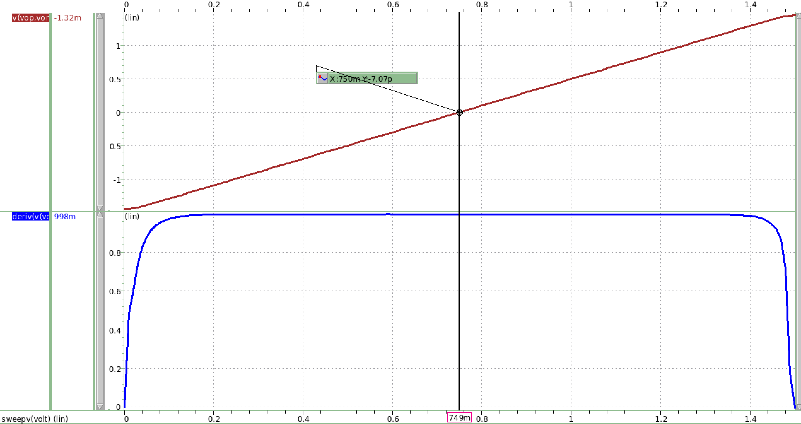 0 0.2 0.4 0.6 0.8 1 1.2 1.4
v(vop,von -1.32m (lin)
1
0.5
X:750m Y:-7.07p
0
0.5
-1
deriv(v(vo 998m (lin)
0.8
0.6
0.4
0.2
0
sweepv(volt) (lin) 0 0.2 0.4 0.6 749m 0.8 1 1.2 1.4